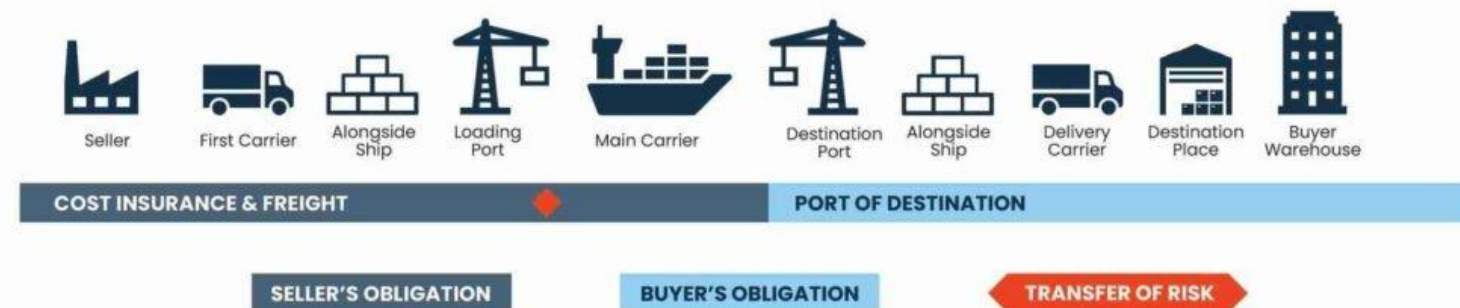 Seller
First Carrier
Alongside
Ship
Loading
Port
Main Carrier
Destination
Port
Alongside
Ship
Delivery
Carrier
Destination
Place
Buyer
Warehouse
COST INSURANCE & FREIGHT
PORT OF DESTINATION
SELLER'S OBLIGATION
BUYER'S OBLIGATION
TRANSFER OF RISK